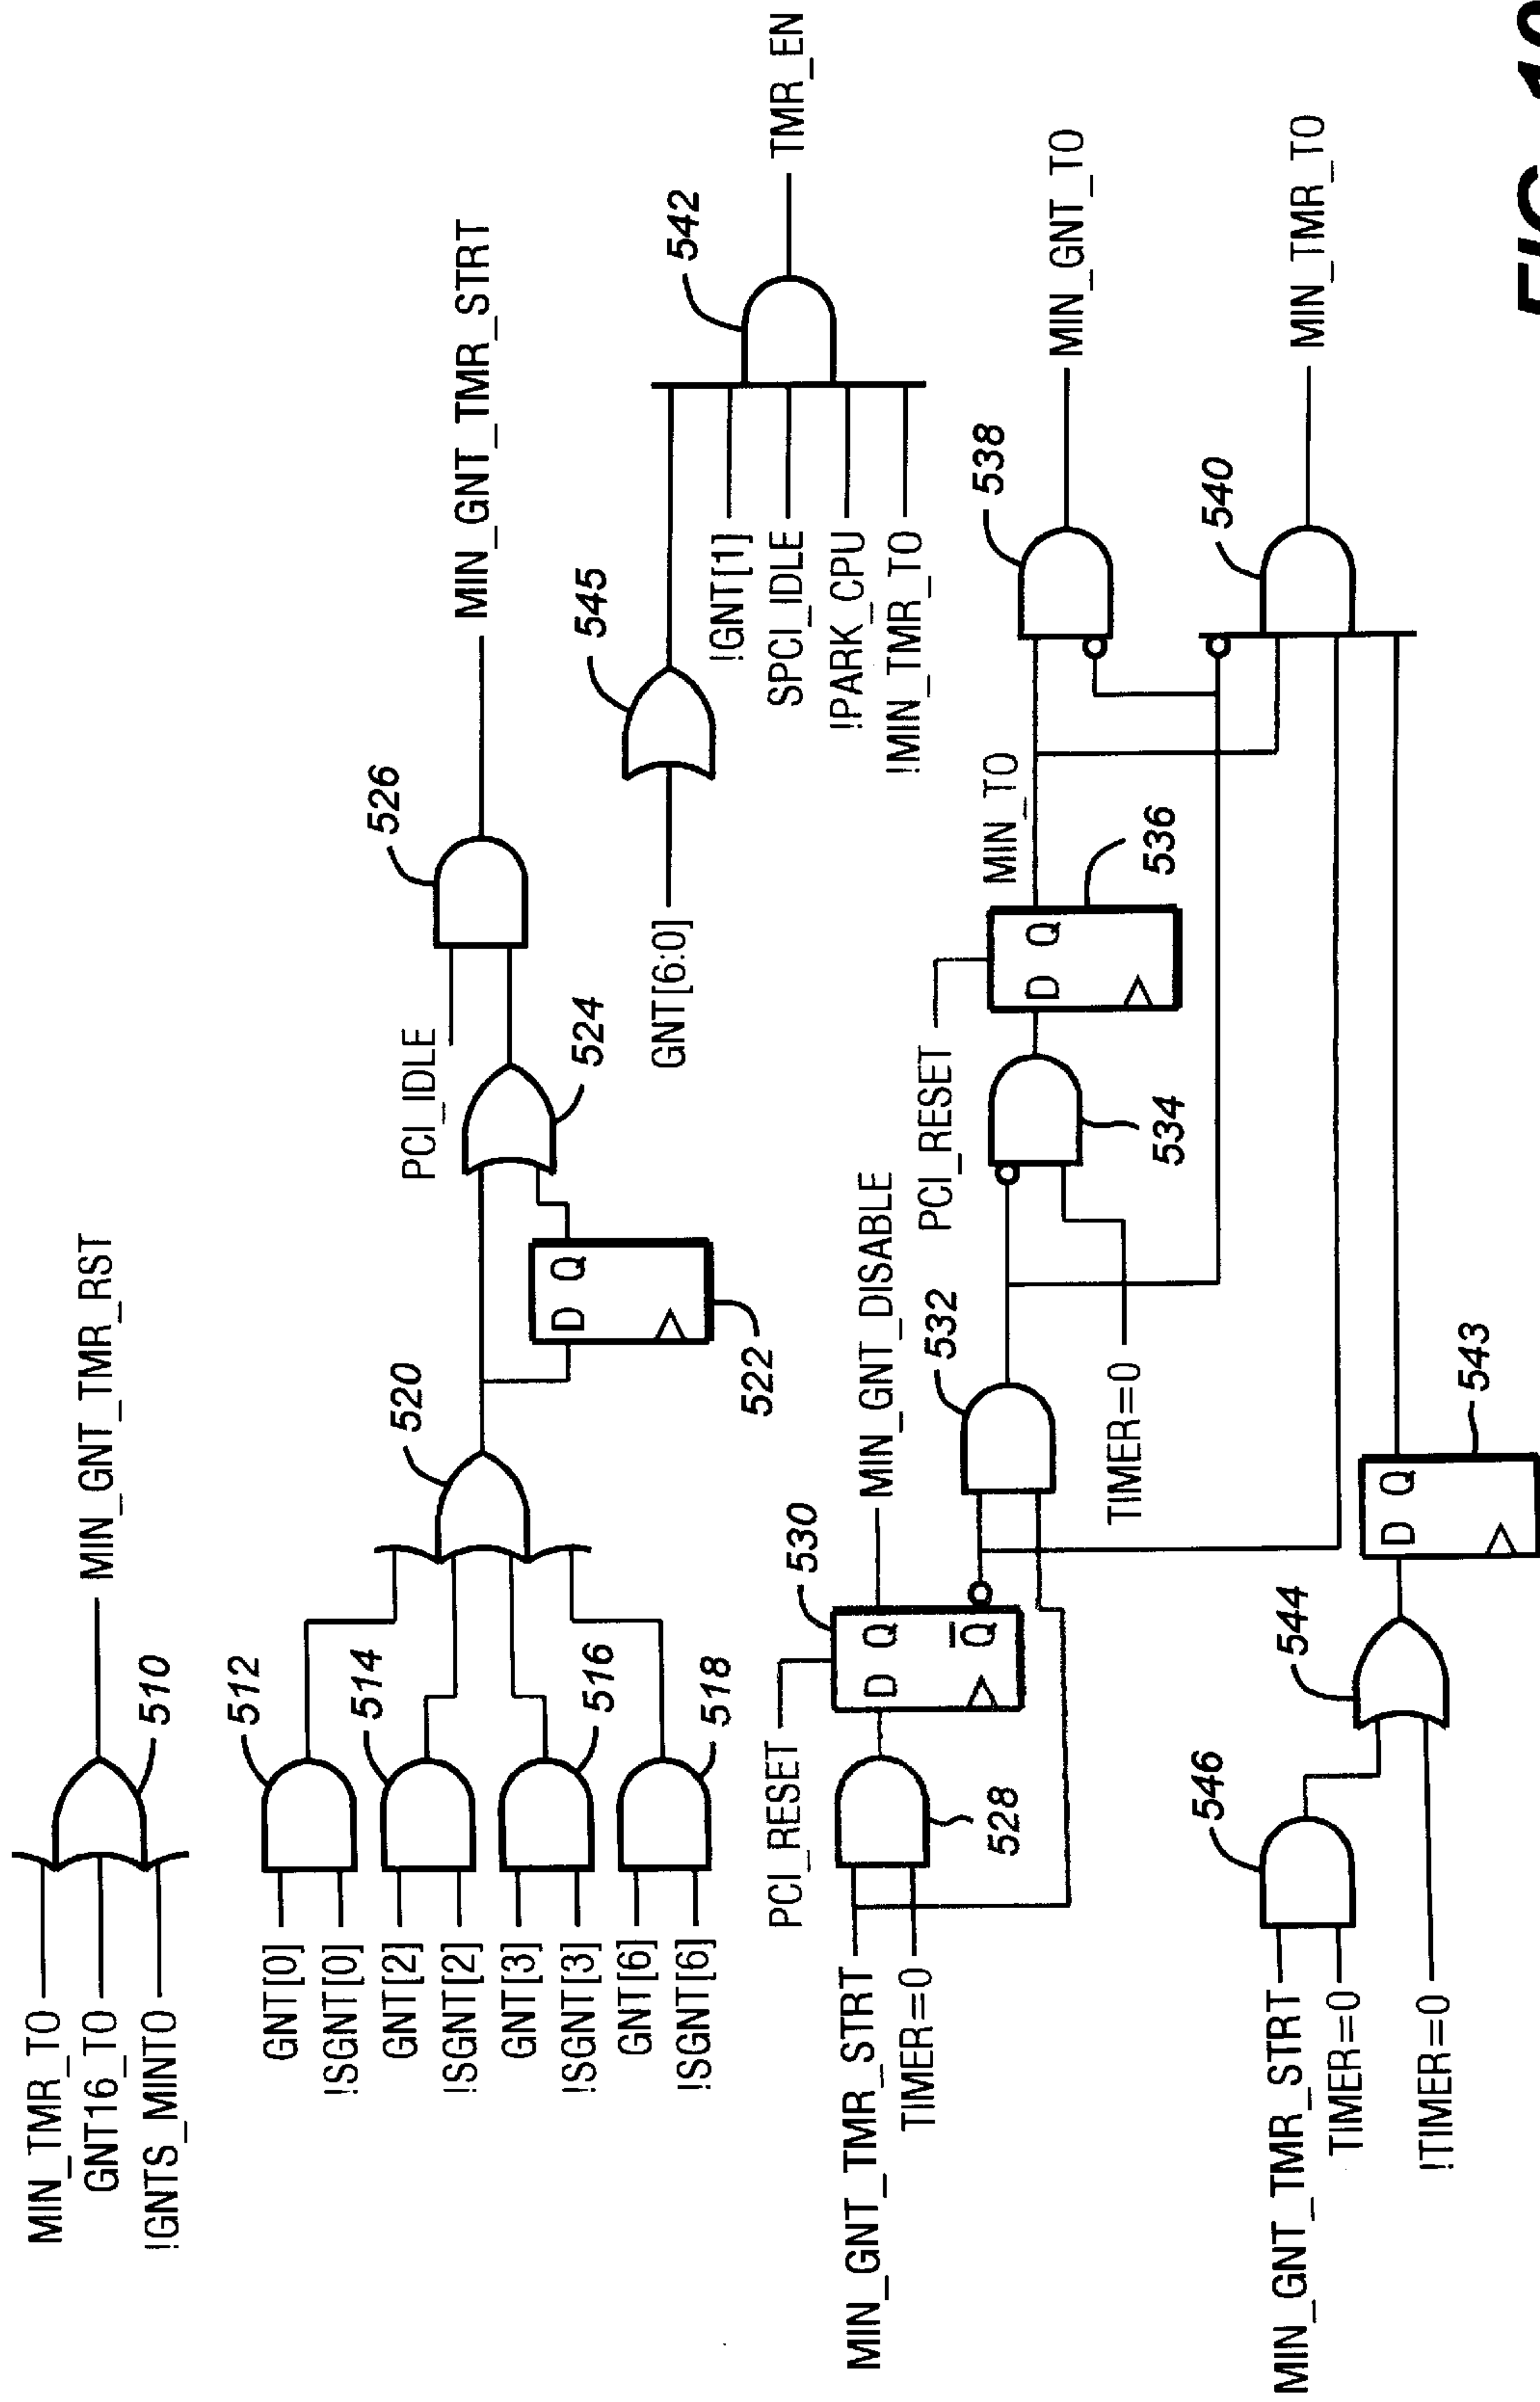 MIN_TMR_TO
GNT16_TO
!GNTS_MINTO
510
MIN_GNT_TMR_RST
GNT[0]
!SGNT[0]
512
GNT[2]
!SGNT[2]
514
GNT[3]
!SGNT[3]
516
GNT[6]
!SGNT[6]
518
520
D Q
522
524
PCI_IDLE
526
MIN_GNT_TMR_STRT
GNT[6:0]
545
!GNT[1]
SPCI_IDLE
!PARK_CPU
!MIN_TMR_TO
542
TMR_EN
MIN_GNT_TMR_STRT
TIMER=0
528
PCI_RESET
D Q
Q
530
MIN_GNT_DISABLE
532
TIMER=0
534
PCI_RESET
D Q
536
MIN_TO
538
MIN_GNT_TO
540
MIN_TMR_TO
MIN_GNT_TMR_STRT
TIMER=0
!TIMER=0
546
544
D Q
543